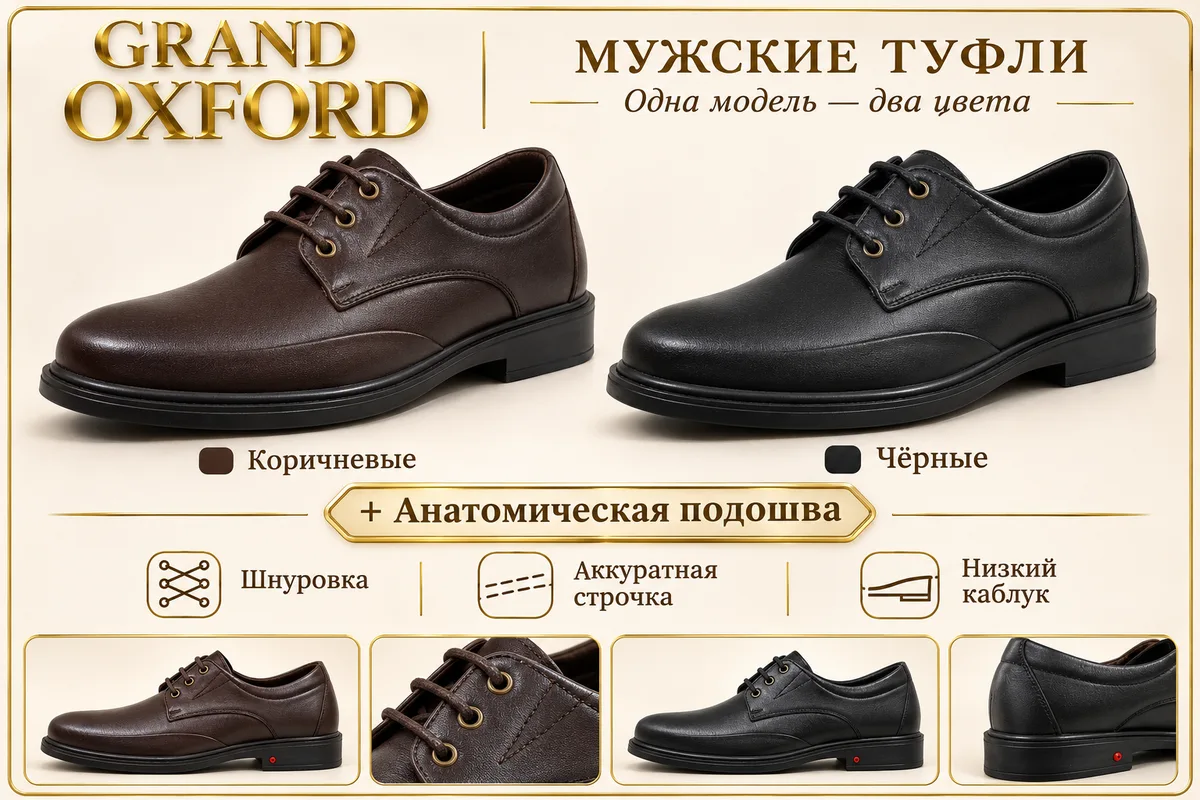 GRAND
OXFORD
МУЖСКИЕ ТУФЛИ
Одна модель — два цвета
Коричневые
Чёрные
+ Анатомическая подошва
Шнуровка
Аккуратная
строчка
Низкий
каблук